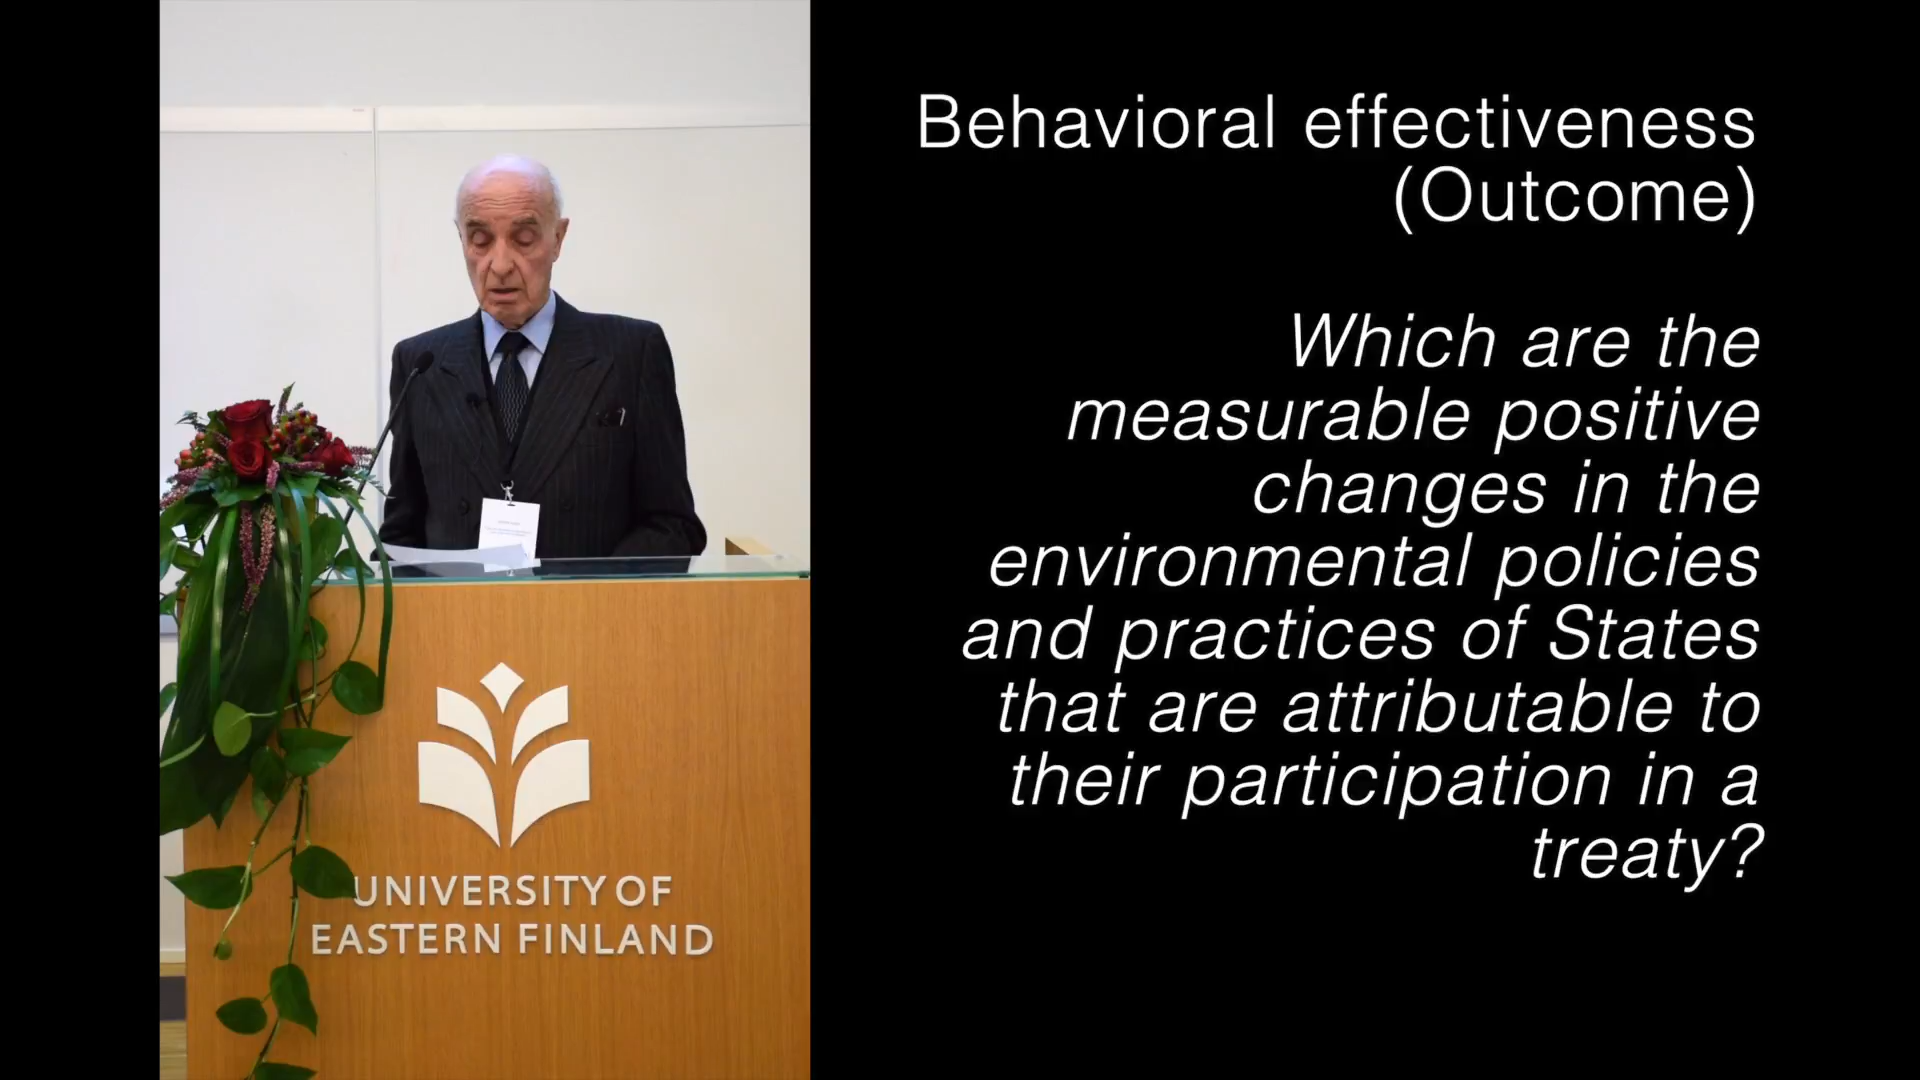 Behavioral effectiveness
(Outcome)
Which are the
measurable positive
changes in the
environmental policies
and practices of States
that are attributable to
their participation in a
treaty?
UNIVERSITY OF
EASTERN FINLAND